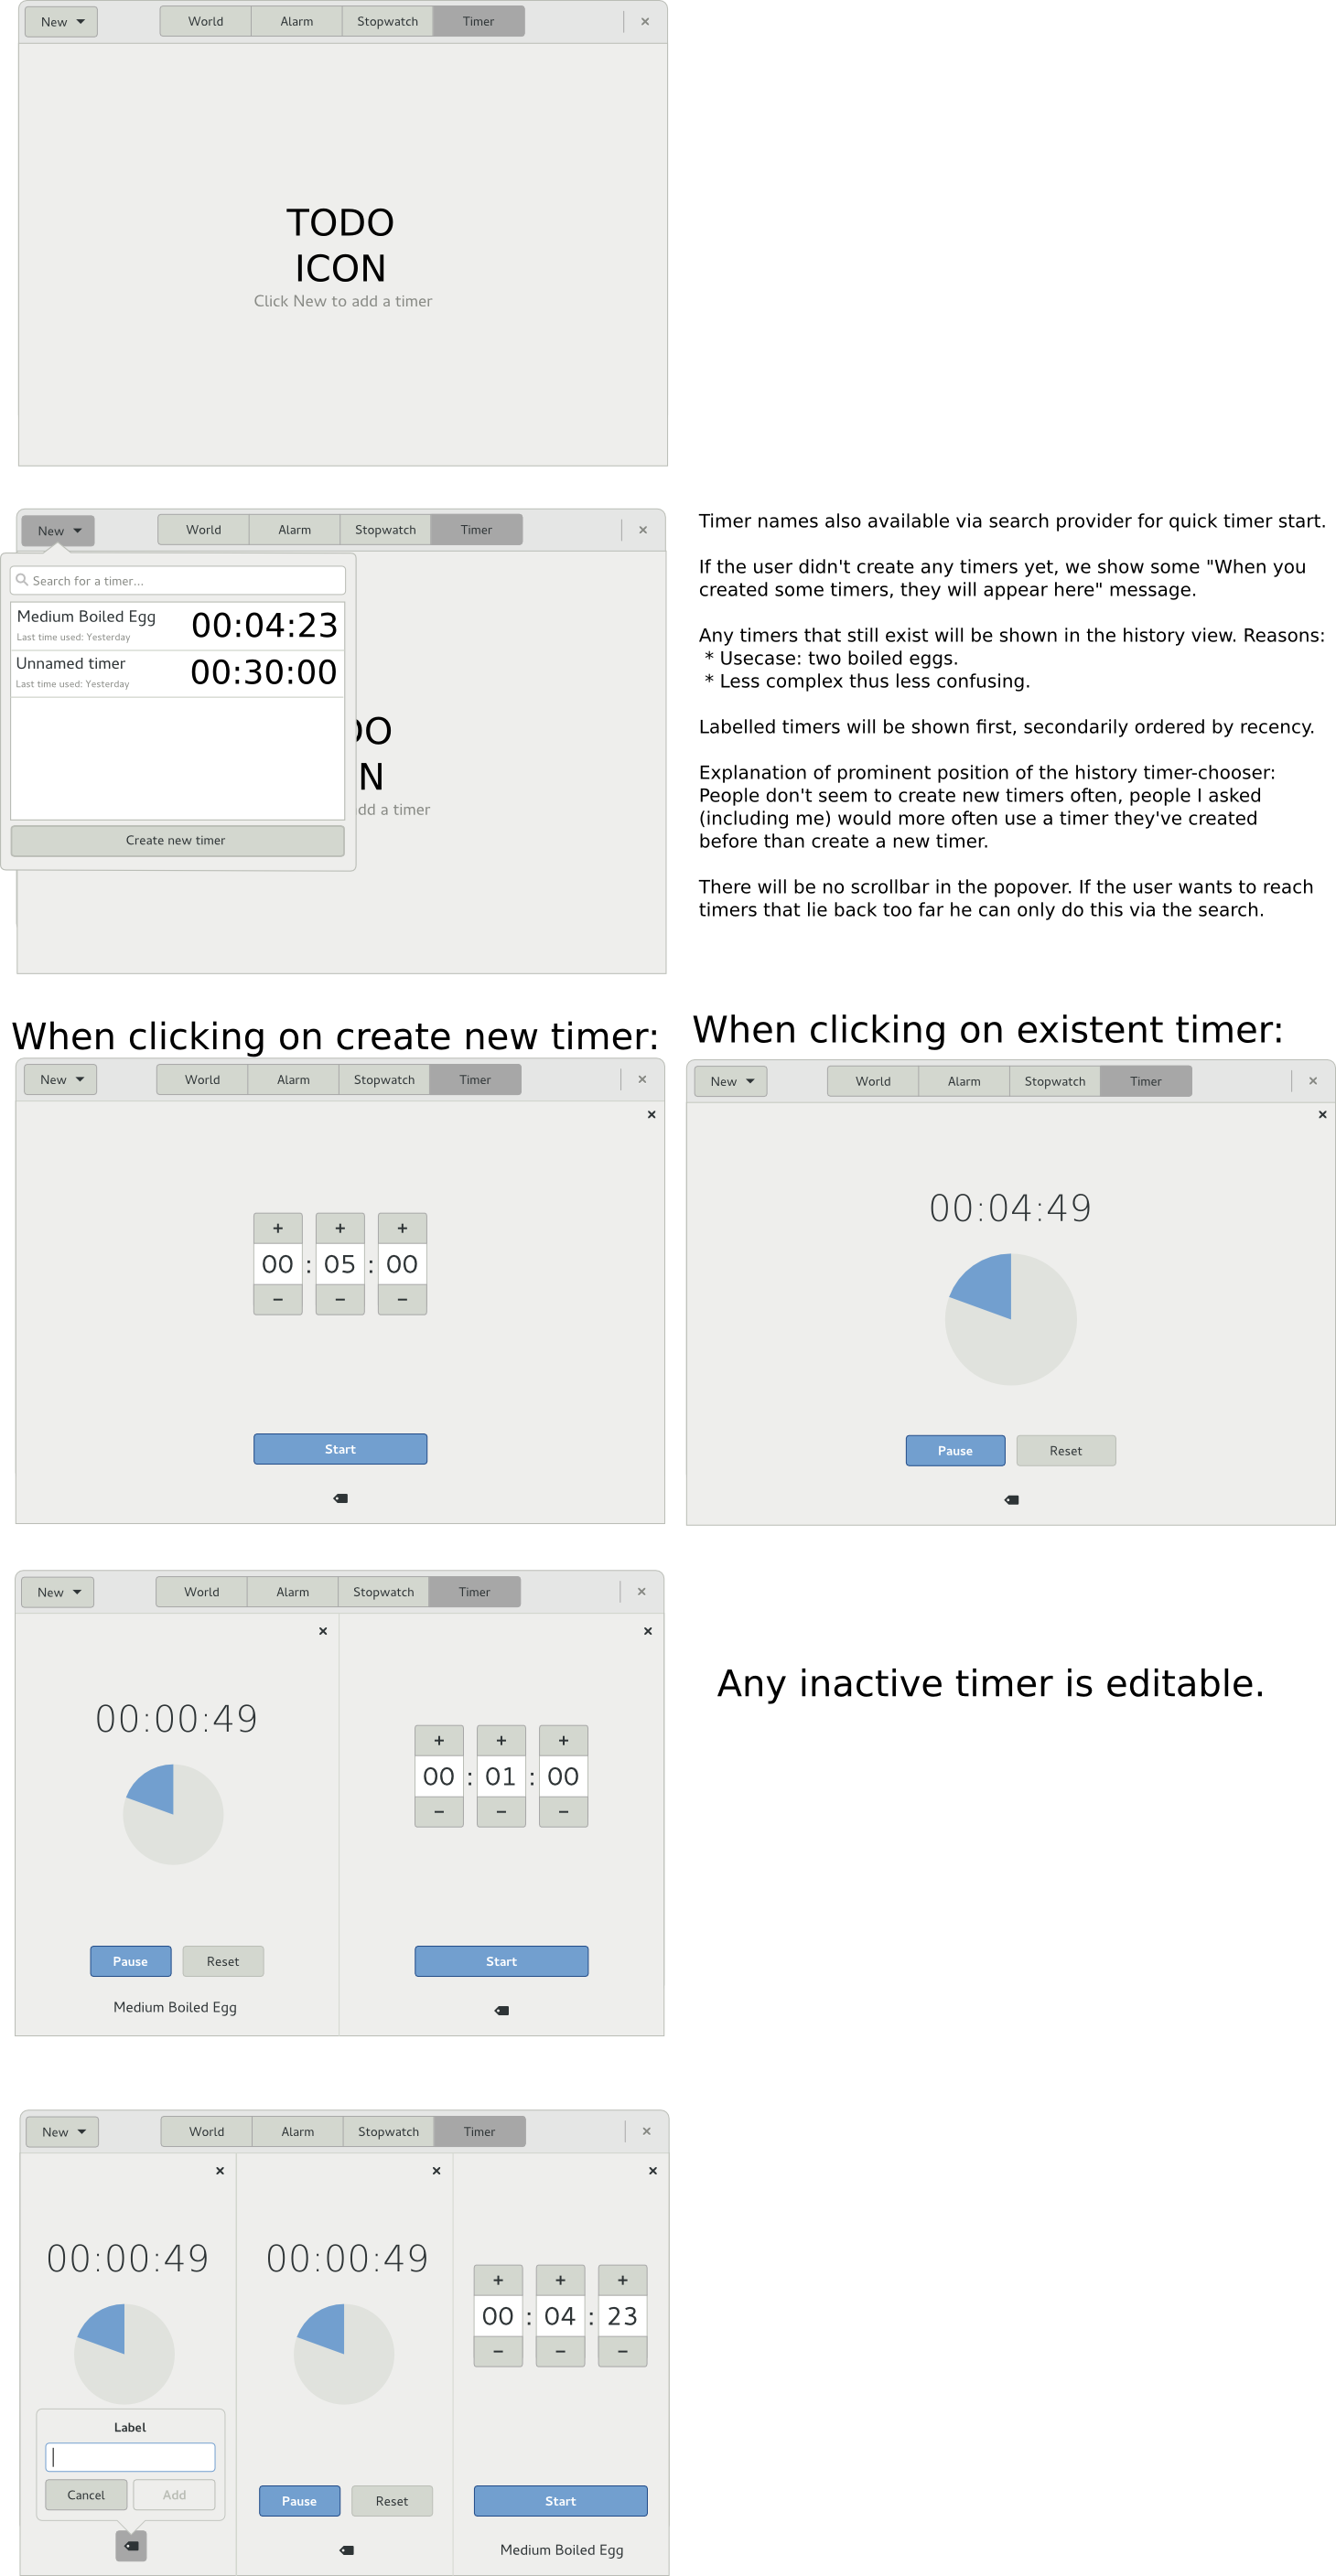 New World Alarm Stopwatch Timer ×
TODO
ICON
Click New to add a timer
New World Alarm Stopwatch Timer ×
Search for a timer...
Medium Boiled Egg 00:04:23
Last time used: Yesterday
Unnamed timer 00:30:00
Last time used: Yesterday
DO
N
dd a timer
Create new timer
Timer names also available via search provider for quick timer start.
If the user didn't create any timers yet, we show some "When you
created some timers, they will appear here" message.
Any timers that still exist will be shown in the history view. Reasons:
* Usecase: two boiled eggs.
* Less complex thus less confusing.
Labelled timers will be shown first, secondarily ordered by recency.
Explanation of prominent position of the history timer-chooser:
People don't seem to create new timers often, people I asked
(including me) would more often use a timer they've created
before than create a new timer.
There will be no scrollbar in the popover. If the user wants to reach
timers that lie back too far he can only do this via the search.
When clicking on create new timer:
New World Alarm Stopwatch Timer ×
×
+ + +
00 : 05 : 00
− − −
Start
When clicking on existent timer:
New World Alarm Stopwatch Timer ×
×
00:04:49
Pause Reset
New World Alarm Stopwatch Timer ×
× ×
00:00:49
+ + +
00 : 01 : 00
− − −
Pause Reset Start
Medium Boiled Egg
Any inactive timer is editable.
New World Alarm Stopwatch Timer ×
× × ×
00:00:49 00:00:49
+ + +
00 : 04 : 23
− − −
Label
Cancel Add
Pause Reset Start
Medium Boiled Egg